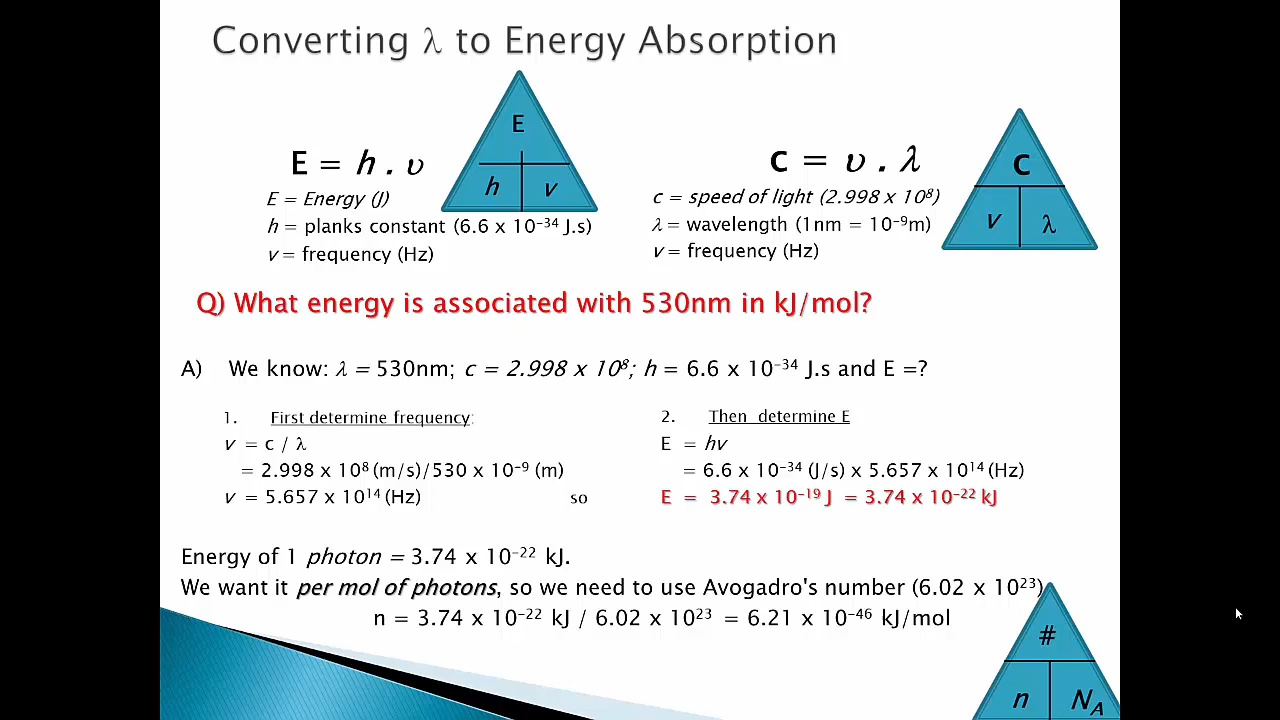 Converting λ to Energy Absorption
E
h
v
E = h . υ
E = Energy (J)
h = planks constant (6.6 x 10⁻³⁴ J.s)
v = frequency (Hz)
c = υ . λ
c = speed of light (2.998 x 10⁸)
λ = wavelength (1nm = 10⁻⁹m)
v = frequency (Hz)
C
v
λ
Q) What energy is associated with 530nm in kJ/mol?
A) We know: λ = 530nm; c = 2.998 x 10⁸; h = 6.6 x 10⁻³⁴ J.s and E =?
1. First determine frequency:
v = c / λ
= 2.998 x 10⁸ (m/s)/530 x 10⁻⁹ (m)
v = 5.657 x 10¹⁴ (Hz) so
2. Then determine E
E = hv
= 6.6 x 10⁻³⁴ (J/s) x 5.657 x 10¹⁴ (Hz)
E = 3.74 x 10⁻¹⁹ J = 3.74 x 10⁻²² kJ
Energy of 1 photon = 3.74 x 10⁻²² kJ.
We want it per mol of photons, so we need to use Avogadro's number (6.02 x 10²³)
n = 3.74 x 10⁻²² kJ / 6.02 x 10²³ = 6.21 x 10⁻⁴⁶ kJ/mol
#
n
N_A